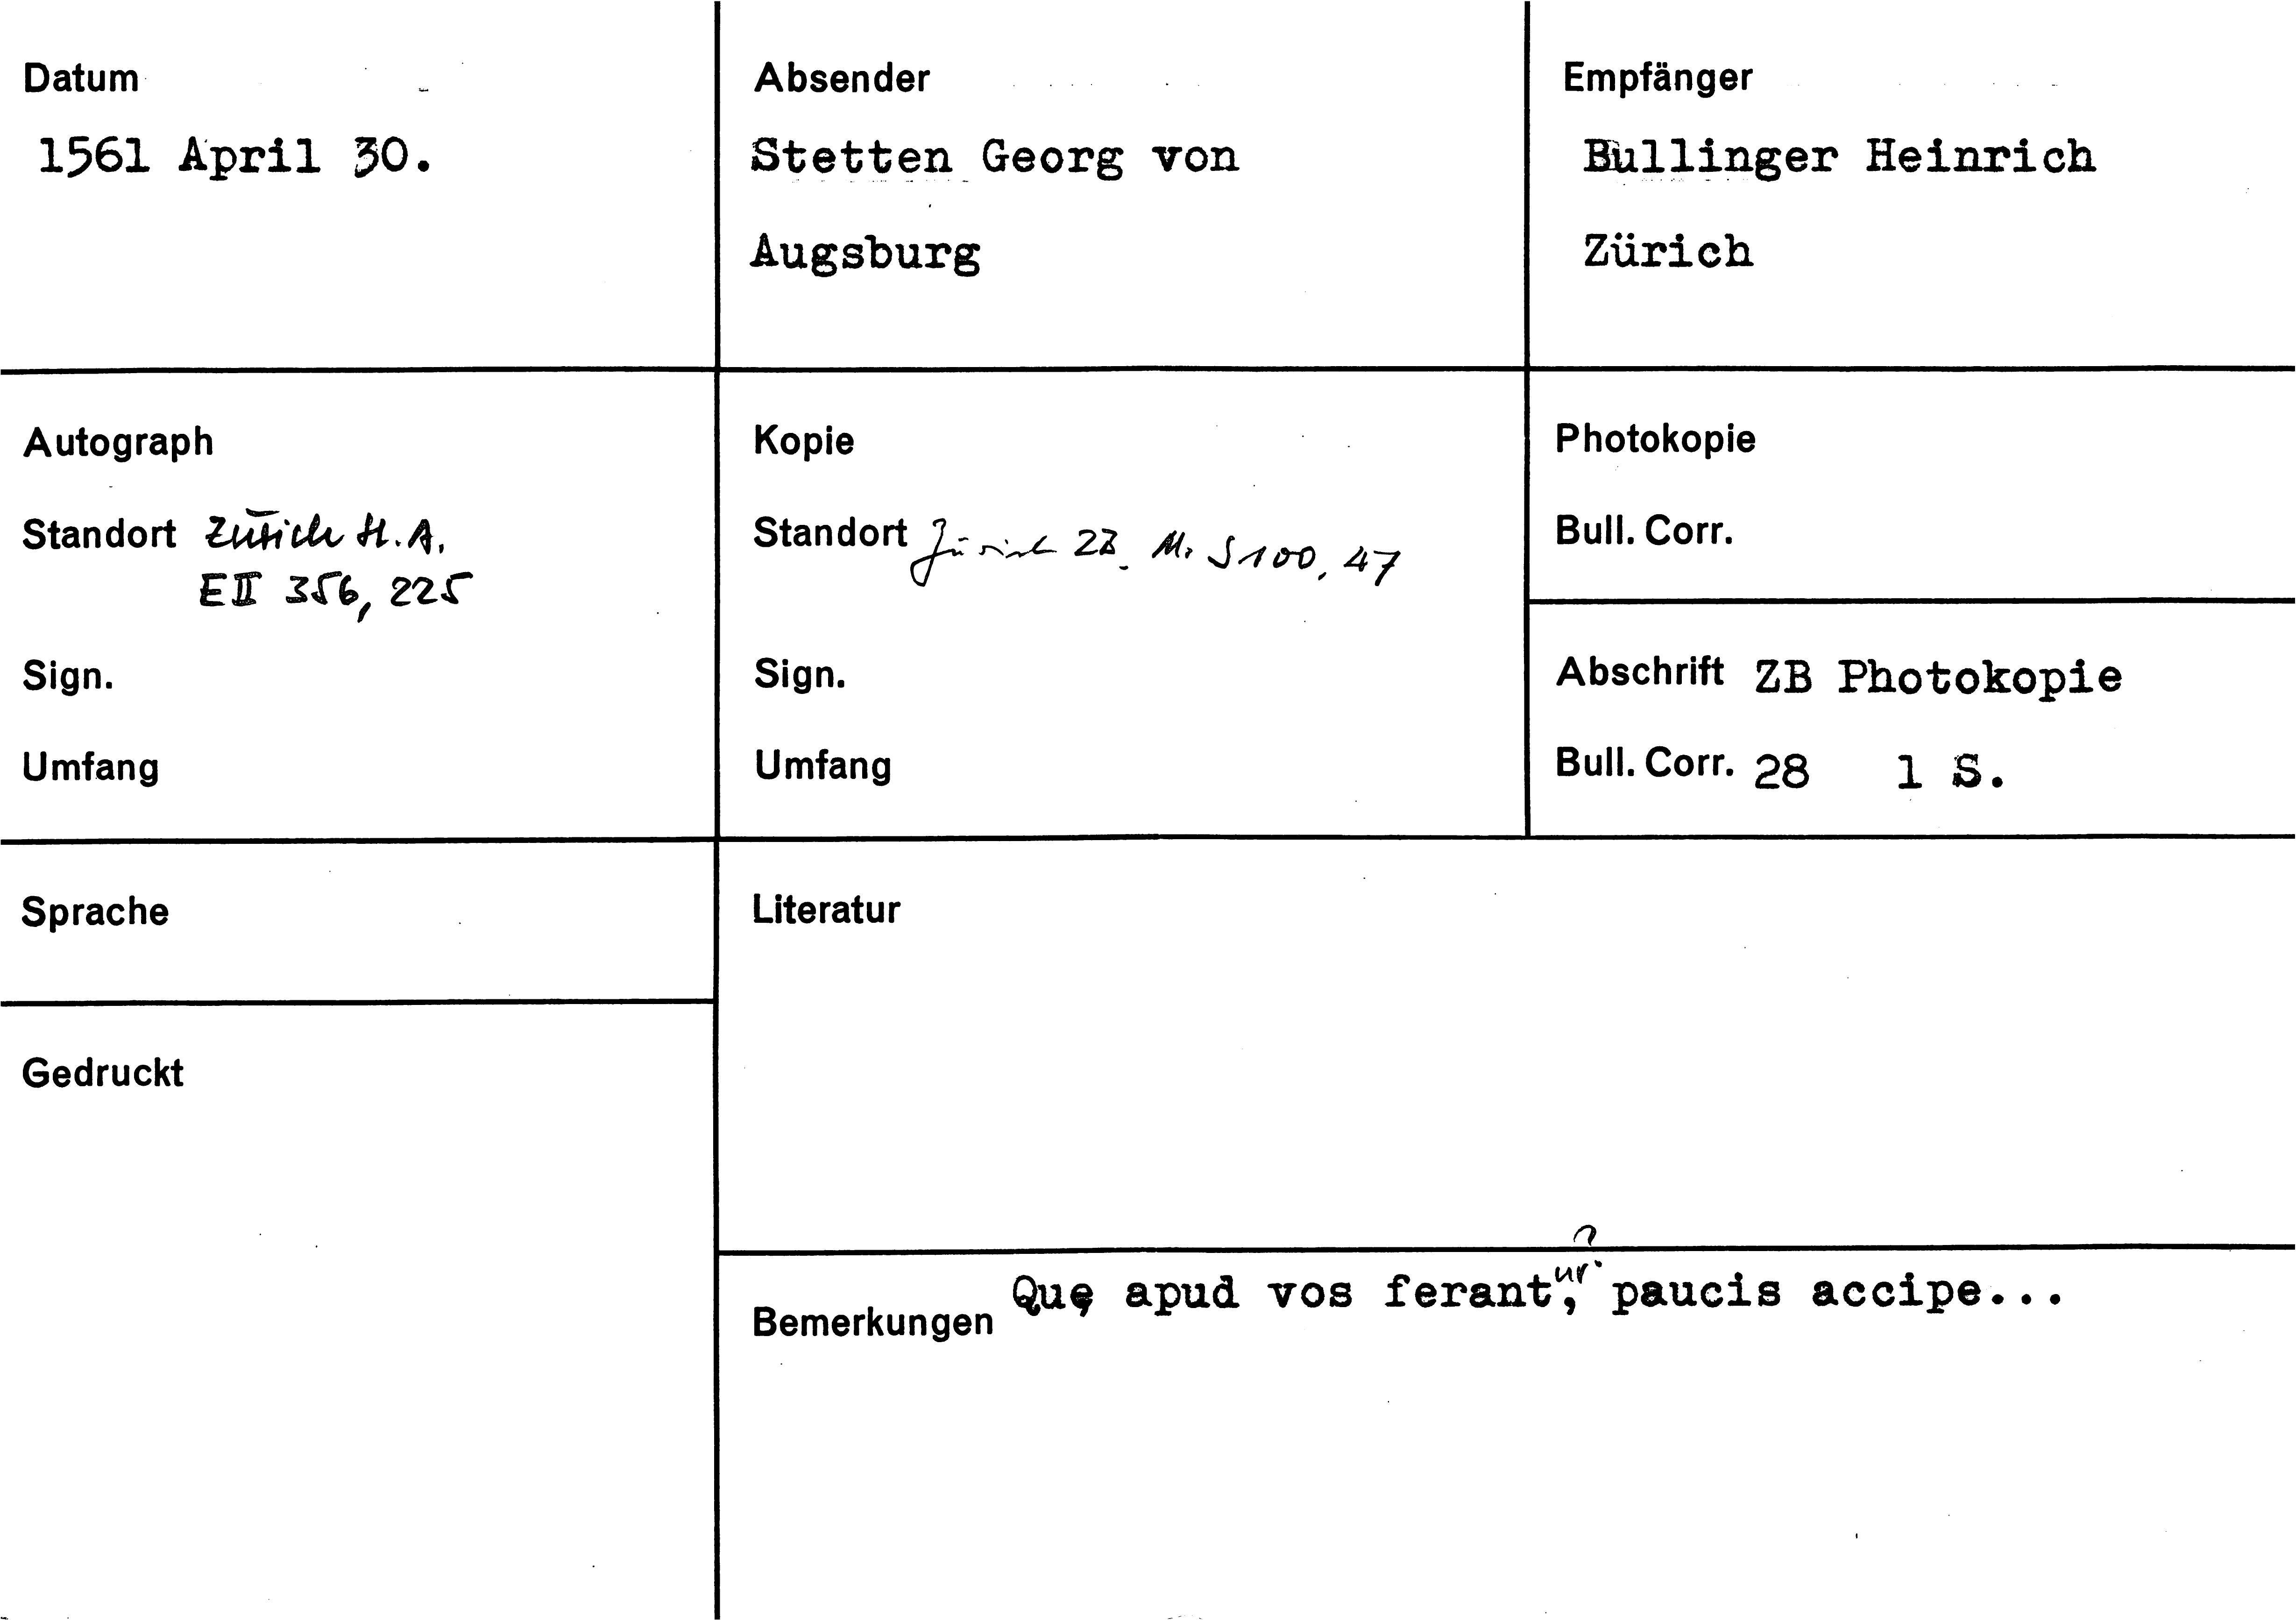 Datum
1561 April 30.
Absender
Stetten Georg von
Augsburg
Empfänger
Bullinger Heinrich
Zürich
Autograph
Standort Zürich St.A.
E II 356, 225
Sign.
Umfang
Kopie
Standort Zürich ZB. Ms S 100, 47
Sign.
Umfang
Photokopie
Bull. Corr.
Abschrift ZB Photokopie
Bull. Corr. 28 1 S.
Sprache
Literatur
Gedruckt
Bemerkungen Quę apud vos ferantur?, paucis accipe...